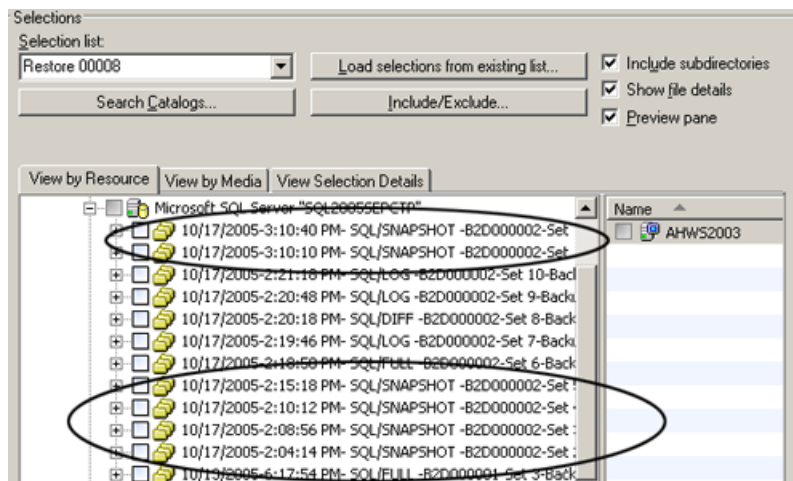 Selections
Selection list:
Restore 00008
Load selections from existing list...
Include subdirectories
Search Catalogs...
Include/Exclude...
Show file details
Preview pane
View by Resource
View by Media
View Selection Details
Microsoft SQL Server "SQL2005SEPCTP"
Name
10/17/2005-3:10:40 PM- SQL/SNAPSHOT -B2D000002-Set
AHWS2003
10/17/2005-3:10:10 PM- SQL/SNAPSHOT -B2D000002-Set
10/17/2005-2:21:18 PM- SQL/LOG -B2D000002-Set 10-Back
10/17/2005-2:20:48 PM- SQL/LOG -B2D000002-Set 9-Back
10/17/2005-2:20:18 PM- SQL/DIFF -B2D000002-Set 8-Back
10/17/2005-2:19:46 PM- SQL/LOG -B2D000002-Set 7-Back
10/17/2005-2:18:50 PM- SQL/FULL -B2D000002-Set 6-Back
10/17/2005-2:15:18 PM- SQL/SNAPSHOT -B2D000002-Set
10/17/2005-2:10:12 PM- SQL/SNAPSHOT -B2D000002-Set
10/17/2005-2:08:56 PM- SQL/SNAPSHOT -B2D000002-Set
10/17/2005-2:04:14 PM- SQL/SNAPSHOT -B2D000002-Set
10/13/2005-6:17:54 PM- SQL/FULL -B2D000001-Set 3-Back